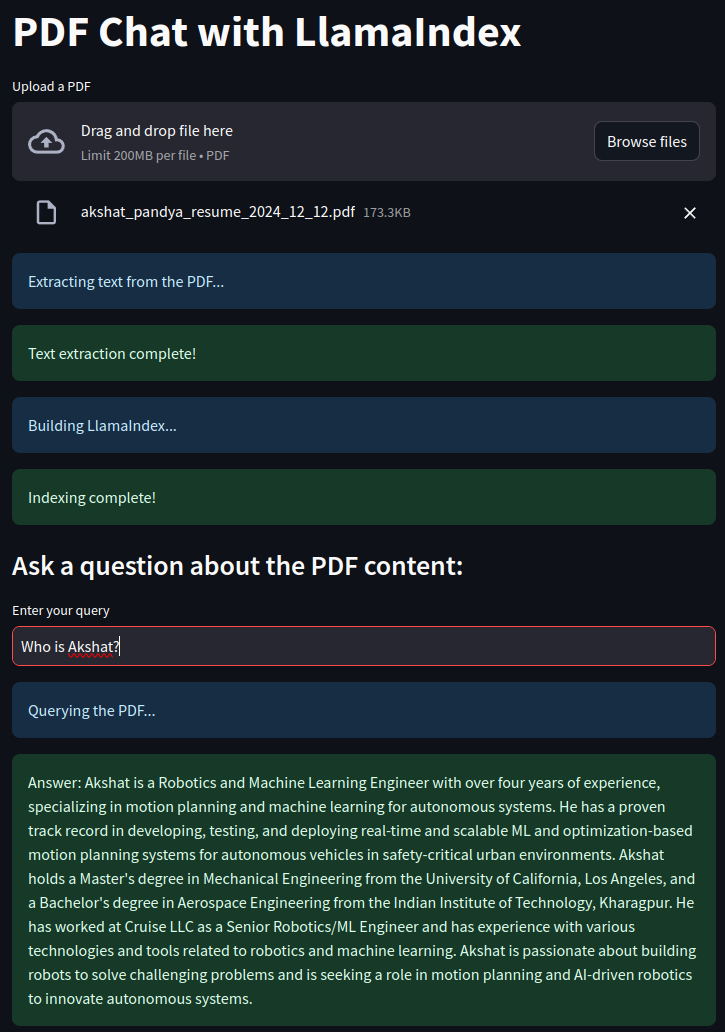 PDF Chat with LlamaIndex
Upload a PDF
Drag and drop file here
Limit 200MB per file • PDF
Browse files
akshat_pandya_resume_2024_12_12.pdf 173.3KB
Extracting text from the PDF...
Text extraction complete!
Building LlamaIndex...
Indexing complete!
Ask a question about the PDF content:
Enter your query
Who is Akshat?
Querying the PDF...
Answer: Akshat is a Robotics and Machine Learning Engineer with over four years of experience,
specializing in motion planning and machine learning for autonomous systems. He has a proven
track record in developing, testing, and deploying real-time and scalable ML and optimization-based
motion planning systems for autonomous vehicles in safety-critical urban environments. Akshat
holds a Master's degree in Mechanical Engineering from the University of California, Los Angeles, and
a Bachelor's degree in Aerospace Engineering from the Indian Institute of Technology, Kharagpur. He
has worked at Cruise LLC as a Senior Robotics/ML Engineer and has experience with various
technologies and tools related to robotics and machine learning. Akshat is passionate about building
robots to solve challenging problems and is seeking a role in motion planning and AI-driven robotics
to innovate autonomous systems.